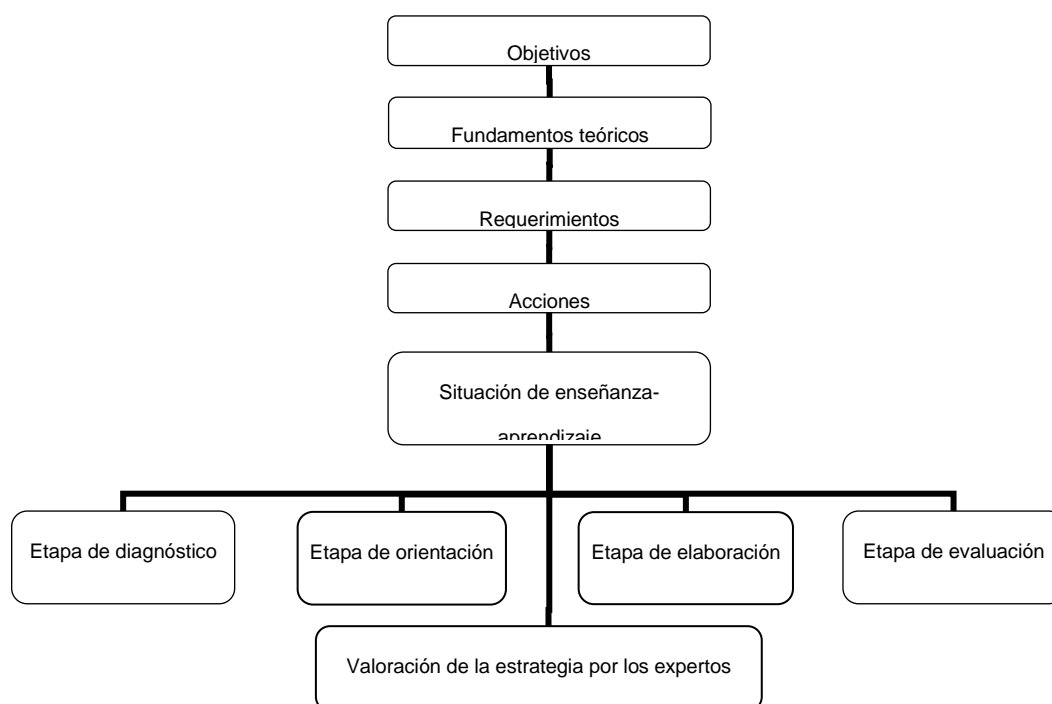 Objetivos
Fundamentos teóricos
Requerimientos
Acciones
Situación de enseñanza-
aprendizaje
Etapa de diagnóstico
Etapa de orientación
Etapa de elaboración
Etapa de evaluación
Valoración de la estrategia por los expertos